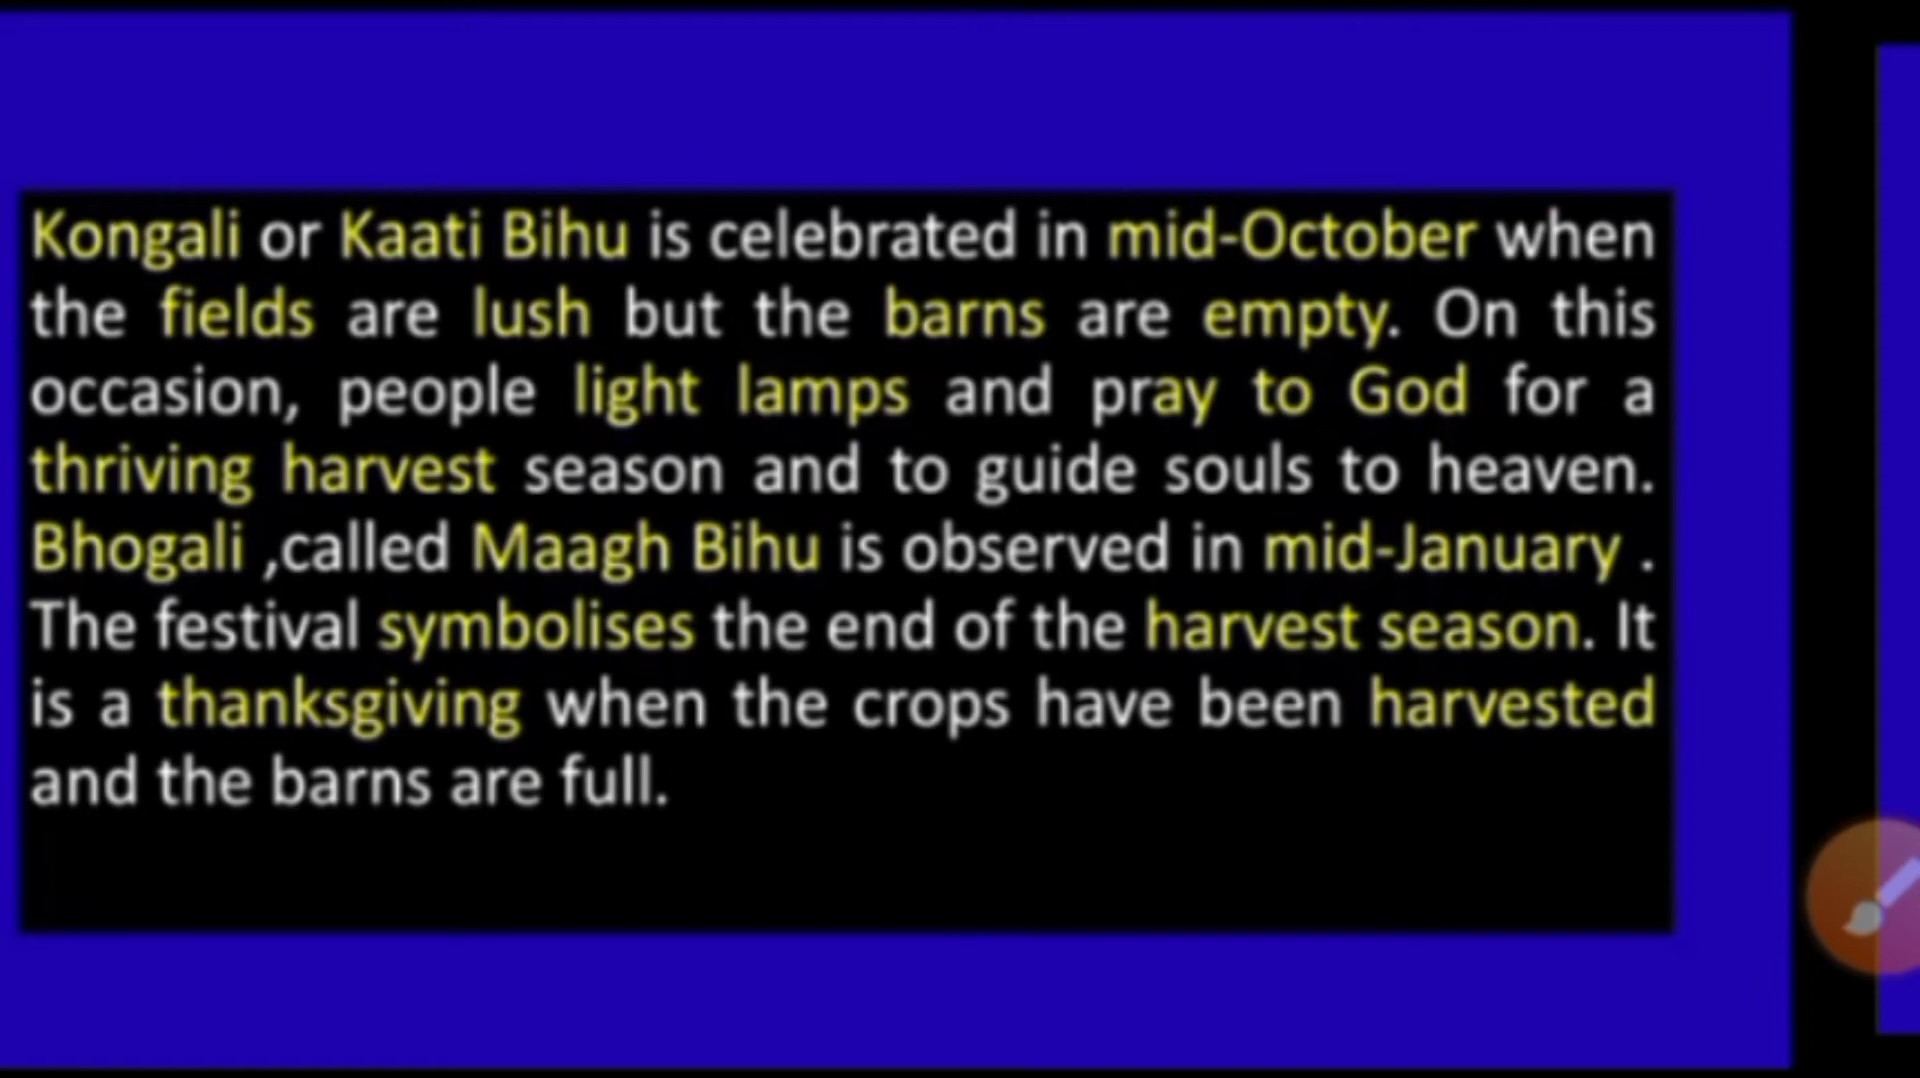 Kongali or Kaati Bihu is celebrated in mid-October when
the fields are lush but the barns are empty. On this
occasion, people light lamps and pray to God for a
thriving harvest season and to guide souls to heaven.
Bhogali ,called Maagh Bihu is observed in mid-January .
The festival symbolises the end of the harvest season. It
is a thanksgiving when the crops have been harvested
and the barns are full.